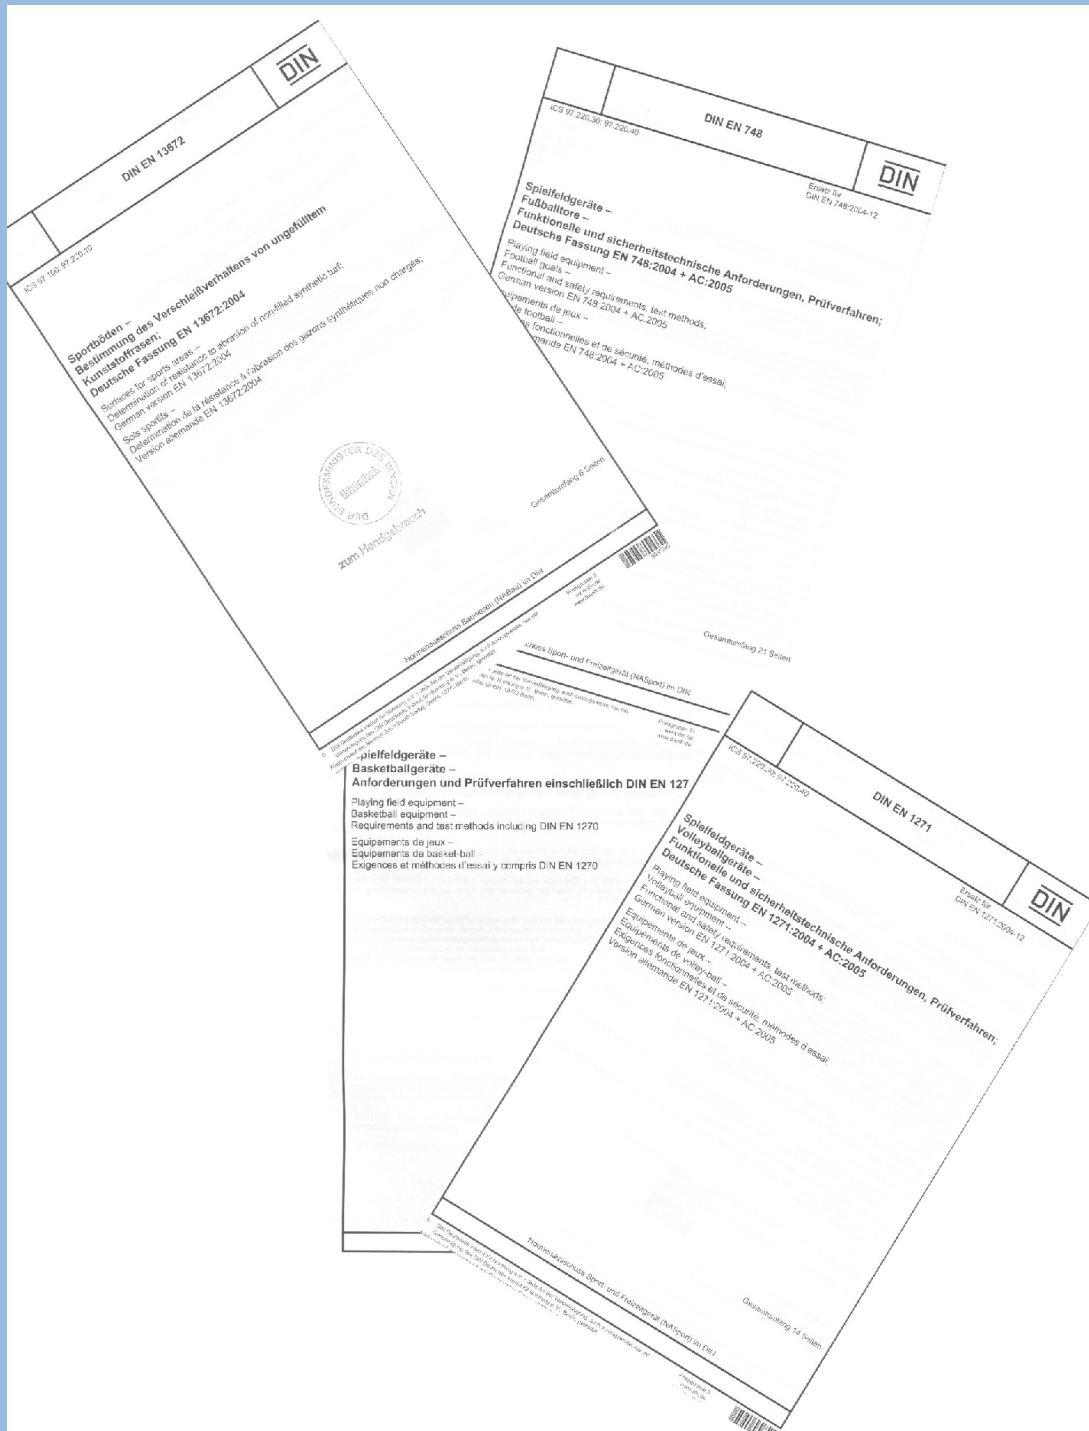 DIN EN 13672
DIN
ICS 97.150; 97.220.10
Sportböden –
Bestimmung des Verschleißverhaltens von ungefülltem
Kunststoffrasen;
Deutsche Fassung EN 13672:2004
Surfaces for sports areas –
Determination of resistance to abrasion of non-filled synthetic turf;
German version EN 13672:2004
Sols sportifs –
Détermination de la résistance à l'abrasion des gazons synthétiques non chargés;
Version allemande EN 13672:2004
DER BUNDESMINISTER DES INNERN
Bibliothek
zum Handgebrauch
Gesamtumfang 6 Seiten
Normenausschuss Bauwesen (NABau) im DIN
DIN EN 748
DIN
ICS 97.220.30; 97.220.40
Ersatz für
DIN EN 748:2004-12
Spielfeldgeräte –
Fußballtore –
Funktionelle und sicherheitstechnische Anforderungen, Prüfverfahren;
Deutsche Fassung EN 748:2004 + AC:2005
Playing field equipment –
Football goals –
Functional and safety requirements, test methods;
German version EN 748:2004 + AC:2005
quipements de jeux –
de football –
es fonctionnelles et de sécurité, méthodes d'essai;
mande EN 748:2004 + AC:2005
Gesamtumfang 21 Seiten
chuss Sport- und Freizeitgerät (NASport) im DIN
pielfeldgeräte –
Basketballgeräte –
Anforderungen und Prüfverfahren einschließlich DIN EN 127
Playing field equipment –
Basketball equipment –
Requirements and test methods including DIN EN 1270
Equipements de jeux –
Equipements de basket-ball –
Exigences et méthodes d'essai y compris DIN EN 1270
DIN EN 1271
DIN
ICS 97.220.30; 97.220.40
Ersatz für
DIN EN 1271:2004-12
Spielfeldgeräte –
Volleyballgeräte –
Funktionelle und sicherheitstechnische Anforderungen, Prüfverfahren;
Deutsche Fassung EN 1271:2004 + AC:2005
Playing field equipment –
Volleyball equipment –
Functional and safety requirements, test methods;
German version EN 1271:2004 + AC:2005
Equipements de jeux –
Equipements de volley-ball –
Exigences fonctionnelles et de sécurité, méthodes d'essai;
Version allemande EN 1271:2004 + AC:2005
Gesamtumfang 14 Seiten
Normenausschuss Sport- und Freizeitgerät (NASport) im DIN